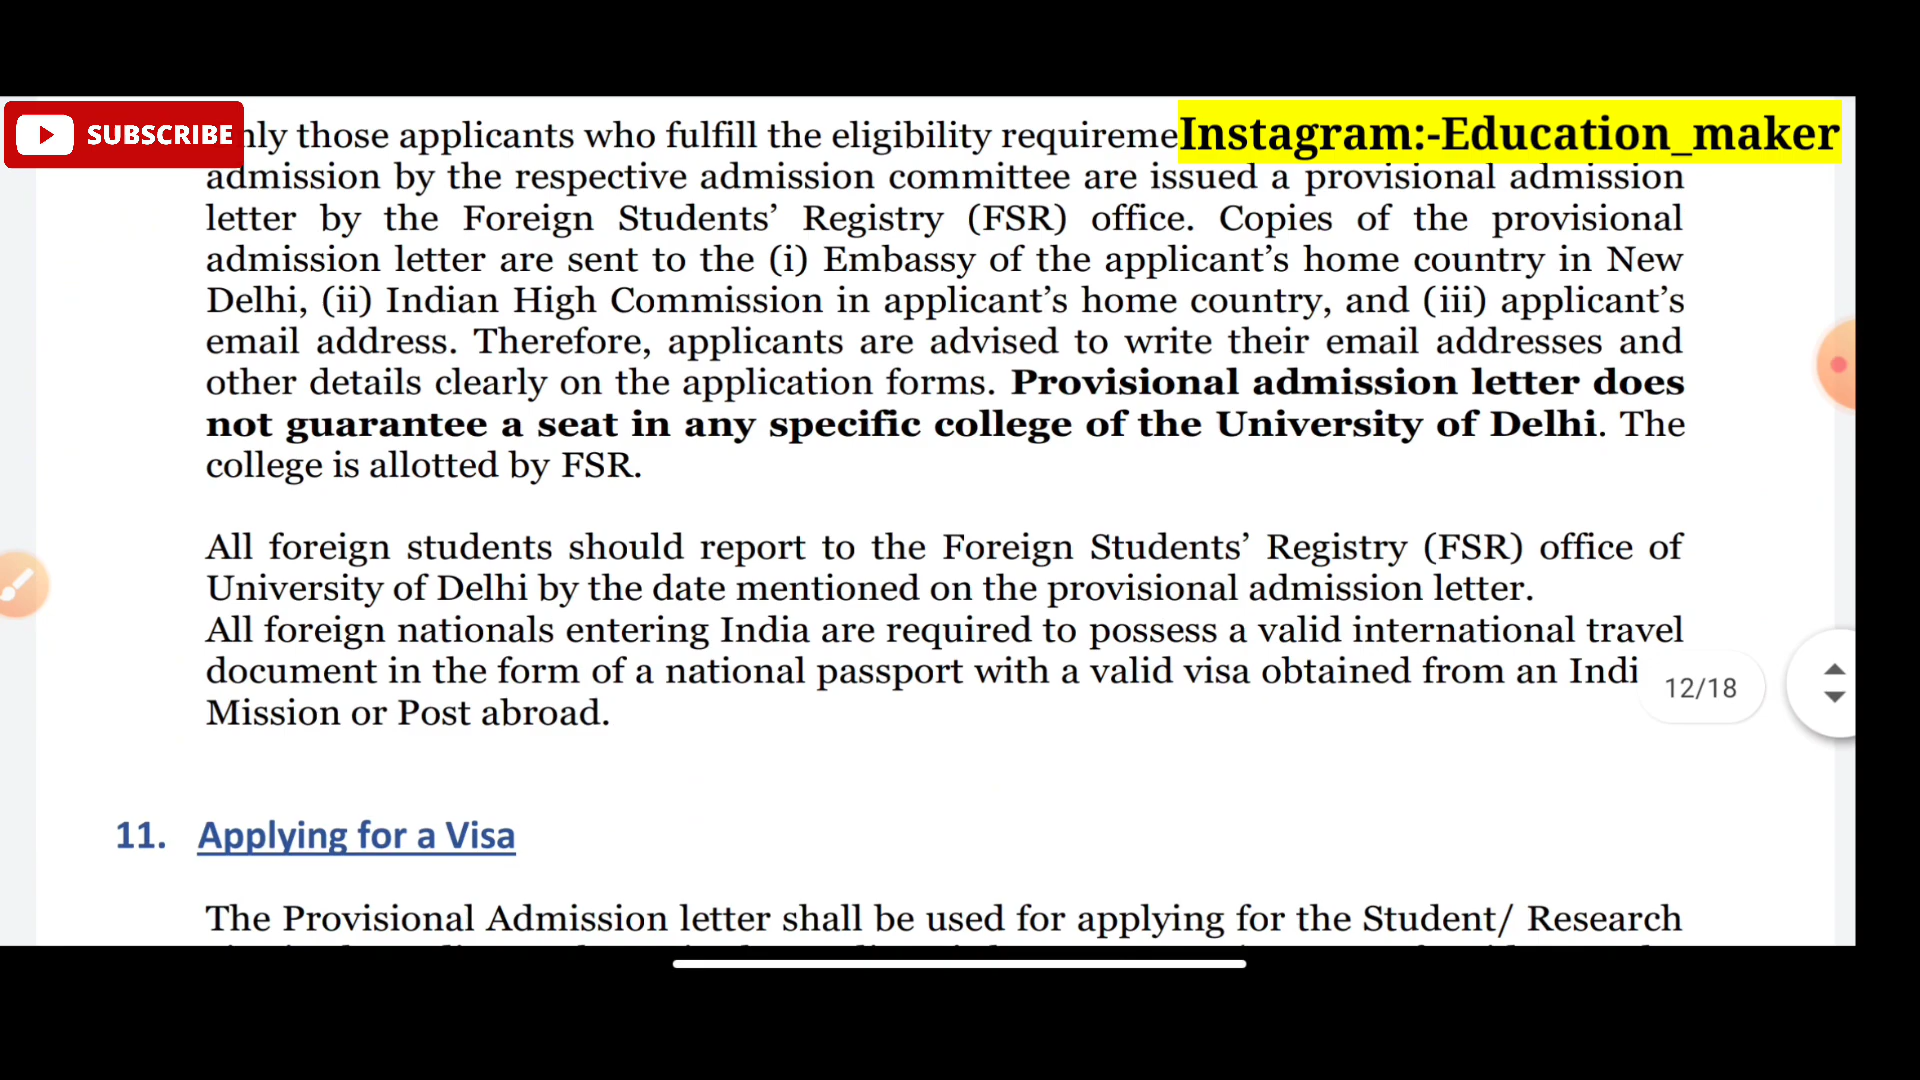 SUBSCRIBE
nly those applicants who fulfill the eligibility requireme
Instagram:-Education_maker
admission by the respective admission committee are issued a provisional admission
letter by the Foreign Students’ Registry (FSR) office. Copies of the provisional
admission letter are sent to the (i) Embassy of the applicant’s home country in New
Delhi, (ii) Indian High Commission in applicant’s home country, and (iii) applicant’s
email address. Therefore, applicants are advised to write their email addresses and
other details clearly on the application forms. Provisional admission letter does
not guarantee a seat in any specific college of the University of Delhi. The
college is allotted by FSR.
All foreign students should report to the Foreign Students’ Registry (FSR) office of
University of Delhi by the date mentioned on the provisional admission letter.
All foreign nationals entering India are required to possess a valid international travel
document in the form of a national passport with a valid visa obtained from an Indi
12/18
Mission or Post abroad.
11. Applying for a Visa
The Provisional Admission letter shall be used for applying for the Student/ Research